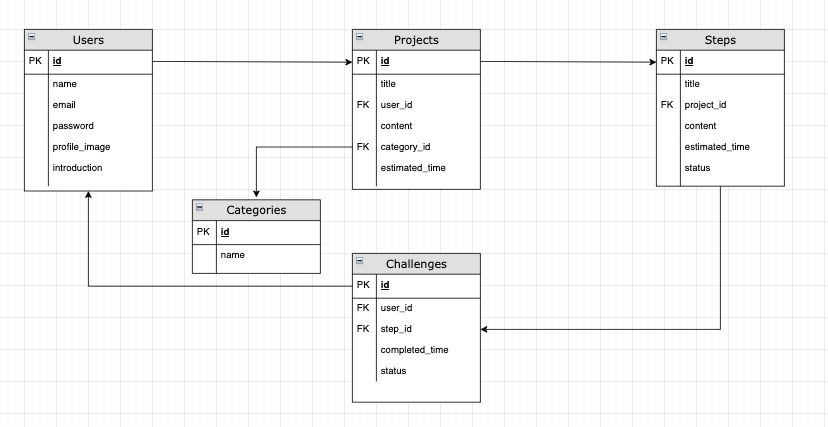 Users
PK id
name
email
password
profile_image
introduction
Projects
PK id
title
FK user_id
content
FK category_id
estimated_time
Steps
PK id
title
FK project_id
content
estimated_time
status
Categories
PK id
name
Challenges
PK id
FK user_id
FK step_id
completed_time
status